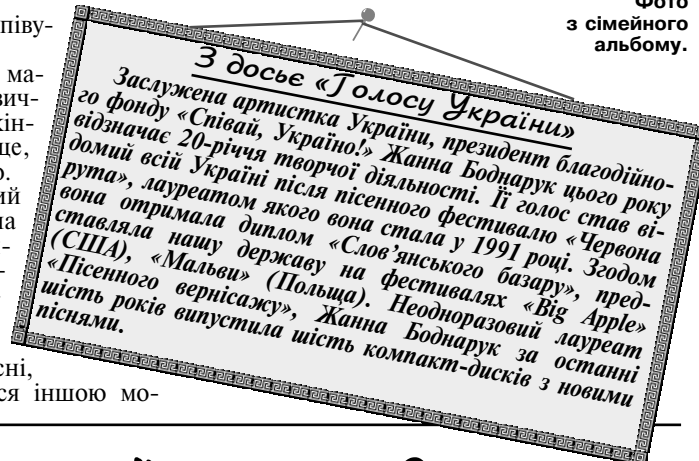 Фото
з сімейного
альбому.
піву-
ма-
вич-
кін-
це,
З досьє «Голосу України»
Заслужена артистка України, президент благодійно-
го фонду «Співай, Україно!» Жанна Боднарук цього року
відзначає 20-річчя творчої діяльності. Її голос став ві-
домий всій Україні після пісенного фестивалю «Червона
рута», лауреатом якого вона стала у 1991 році. Згодом
вона отримала диплом «Слов’янського базару», пред-
ставляла нашу державу на фестивалях «Big Apple»
(США), «Мальви» (Польща). Неодноразовий лауреат
«Пісенного вернісажу», Жанна Боднарук за останні
шість років випустила шість компакт-дисків з новими
піснями.
сні,
ся іншою мо-